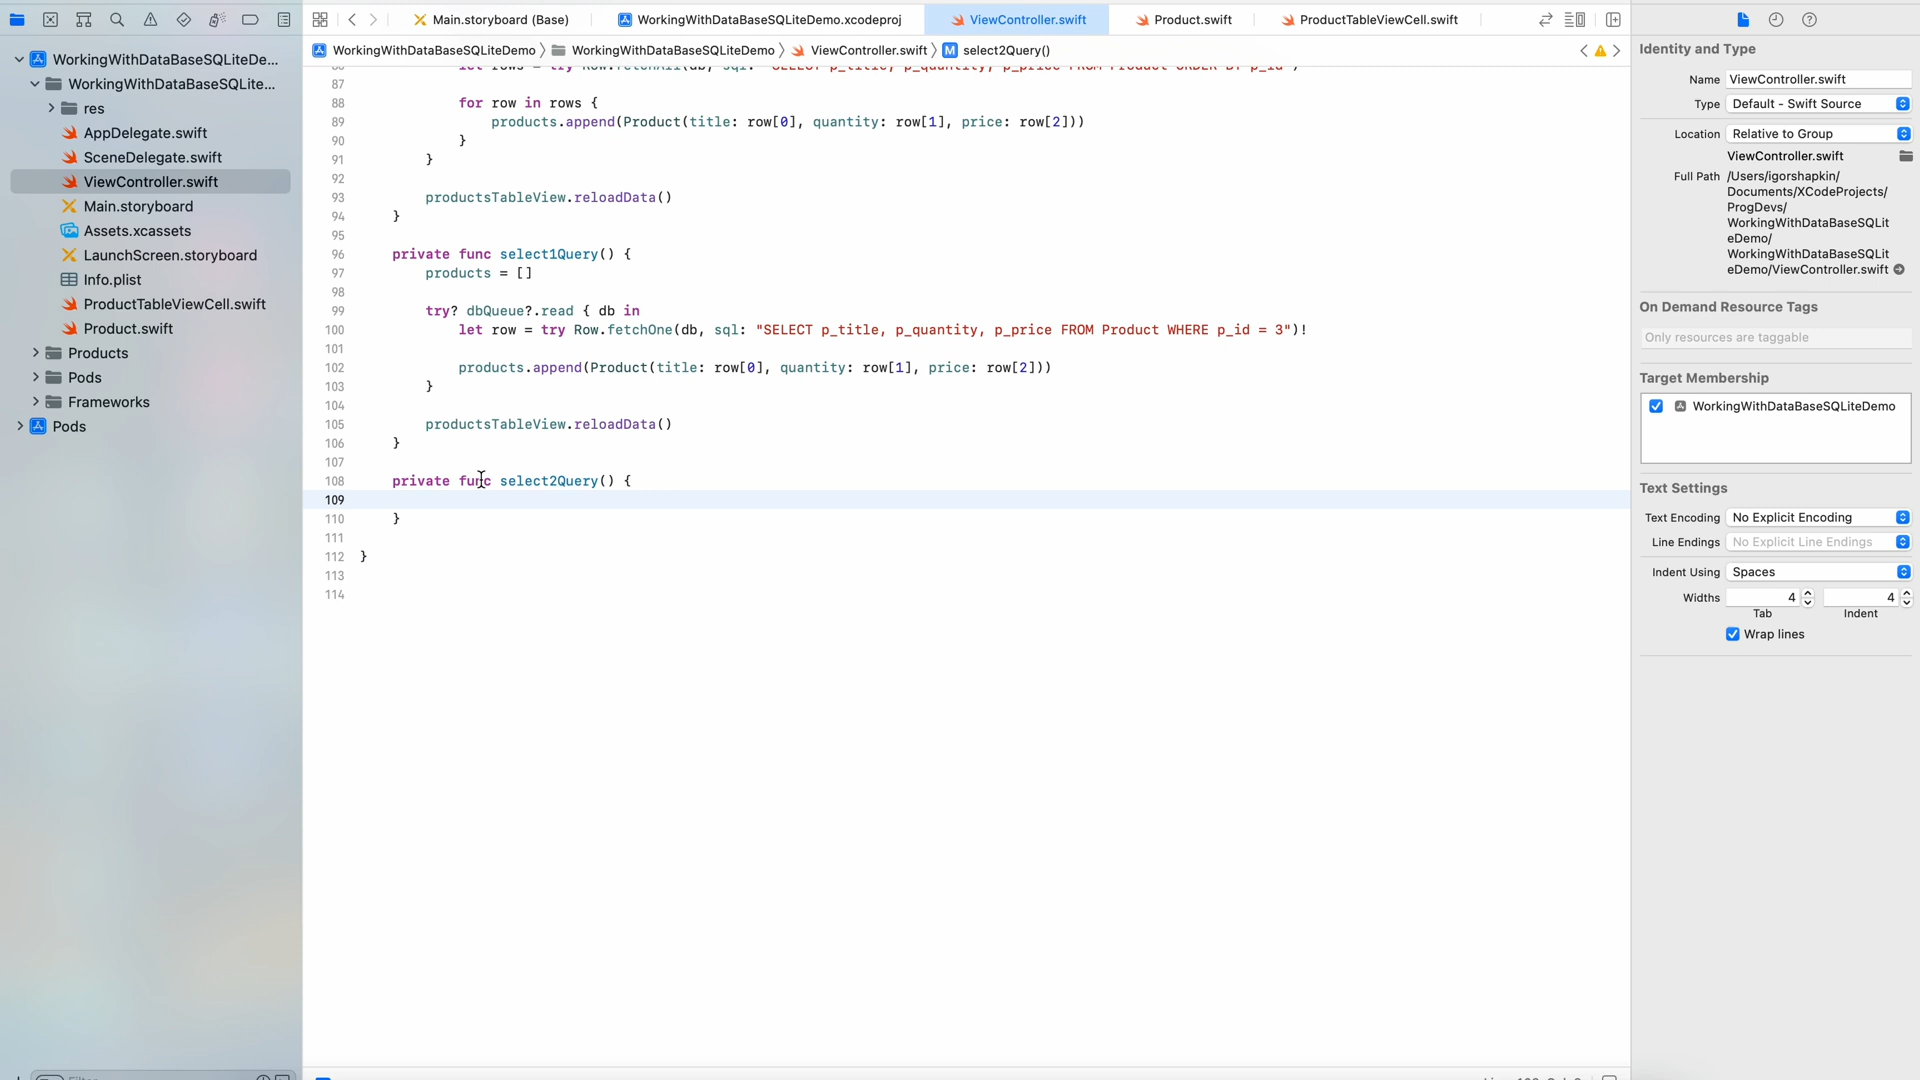 Main.storyboard (Base)
WorkingWithDataBaseSQLiteDemo.xcodeproj
ViewController.swift
Product.swift
ProductTableViewCell.swift
WorkingWithDataBaseSQLiteDemo
WorkingWithDataBaseSQLiteDemo
ViewController.swift
M select2Query()
WorkingWithDataBaseSQLiteDe...
WorkingWithDataBaseSQLite...
res
AppDelegate.swift
SceneDelegate.swift
ViewController.swift
Main.storyboard
Assets.xcassets
LaunchScreen.storyboard
Info.plist
ProductTableViewCell.swift
Product.swift
Products
Pods
Frameworks
Pods
87
88 for row in rows {
89 products.append(Product(title: row[0], quantity: row[1], price: row[2]))
90 }
91 }
92
93 productsTableView.reloadData()
94 }
95
96 private func select1Query() {
97 products = []
98
99 try? dbQueue?.read { db in
100 let row = try Row.fetchOne(db, sql: "SELECT p_title, p_quantity, p_price FROM Product WHERE p_id = 3")!
101
102 products.append(Product(title: row[0], quantity: row[1], price: row[2]))
103 }
104
105 productsTableView.reloadData()
106 }
107
108 private func select2Query() {
109
110 }
111
112 }
113
114
Identity and Type
Name ViewController.swift
Type Default - Swift Source
Location Relative to Group
ViewController.swift
Full Path /Users/igorshapkin/
Documents/XCodeProjects/
ProgDevs/
WorkingWithDataBaseSQLit
eDemo/
WorkingWithDataBaseSQLit
eDemo/ViewController.swift
On Demand Resource Tags
Only resources are taggable
Target Membership
WorkingWithDataBaseSQLiteDemo
Text Settings
Text Encoding No Explicit Encoding
Line Endings No Explicit Line Endings
Indent Using Spaces
Widths 4 4
Tab Indent
Wrap lines